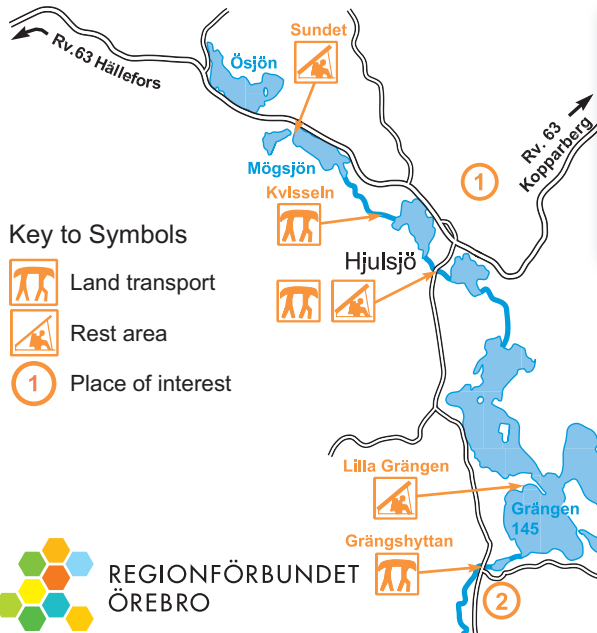 Sundet
Ösjön
Rv.63 Hällefors
Rv. 63
Kopparberg
Mögsjön
1
KvIsseln
Key to Symbols
Land transport
Rest area
1 Place of interest
Hjulsjö
Lilla Grängen
Grängen
145
Grängshyttan
2
REGIONFÖRBUNDET
ÖREBRO